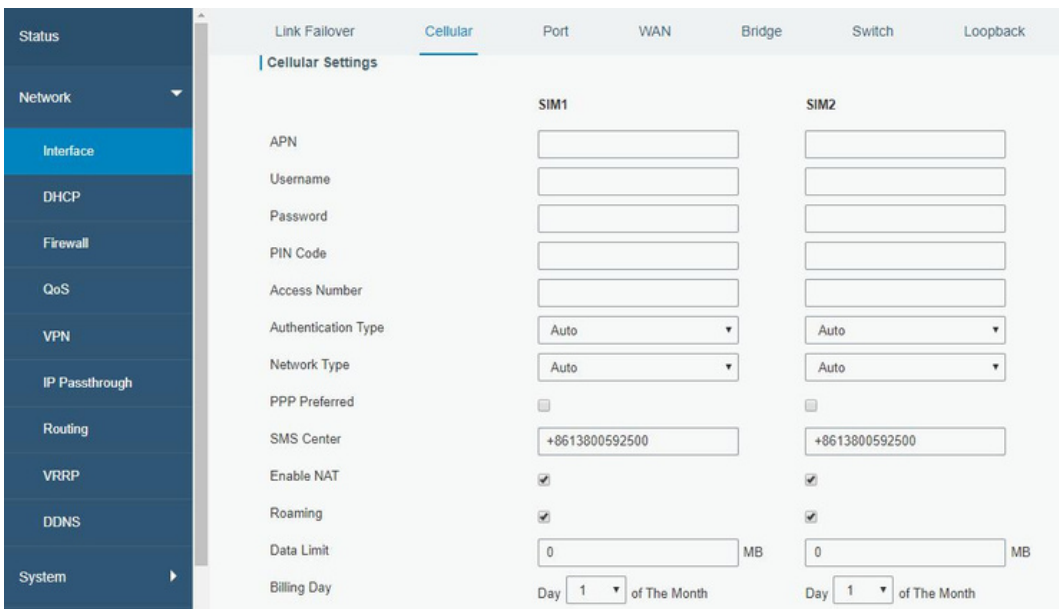 Status
Network
Interface
DHCP
Firewall
QoS
VPN
IP Passthrough
Routing
VRRP
DDNS
System
Link Failover Cellular Port WAN Bridge Switch Loopback
Cellular Settings
SIM1 SIM2
APN
Username
Password
PIN Code
Access Number
Authentication Type Auto Auto
Network Type Auto Auto
PPP Preferred
SMS Center +8613800592500 +8613800592500
Enable NAT
Roaming
Data Limit 0 MB 0 MB
Billing Day Day 1 of The Month Day 1 of The Month